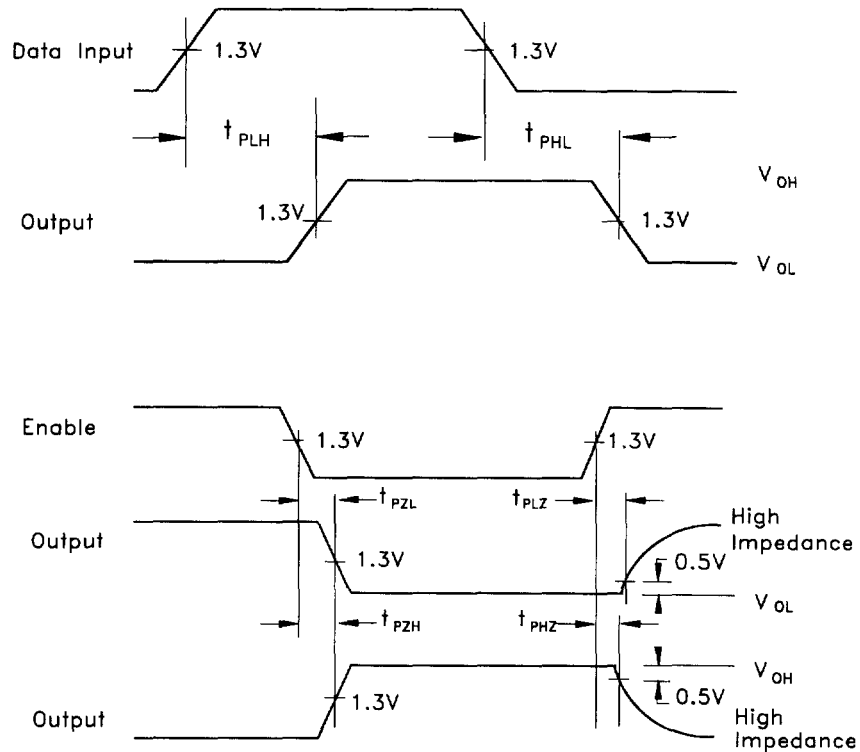 Data Input
1.3V
1.3V
t PLH
t PHL
V OH
Output
1.3V
1.3V
V OL
Enable
1.3V
1.3V
t PZL
t PLZ
High
Impedance
Output
1.3V
0.5V
V OL
t PZH
t PHZ
V OH
1.3V
0.5V
Output
High
Impedance